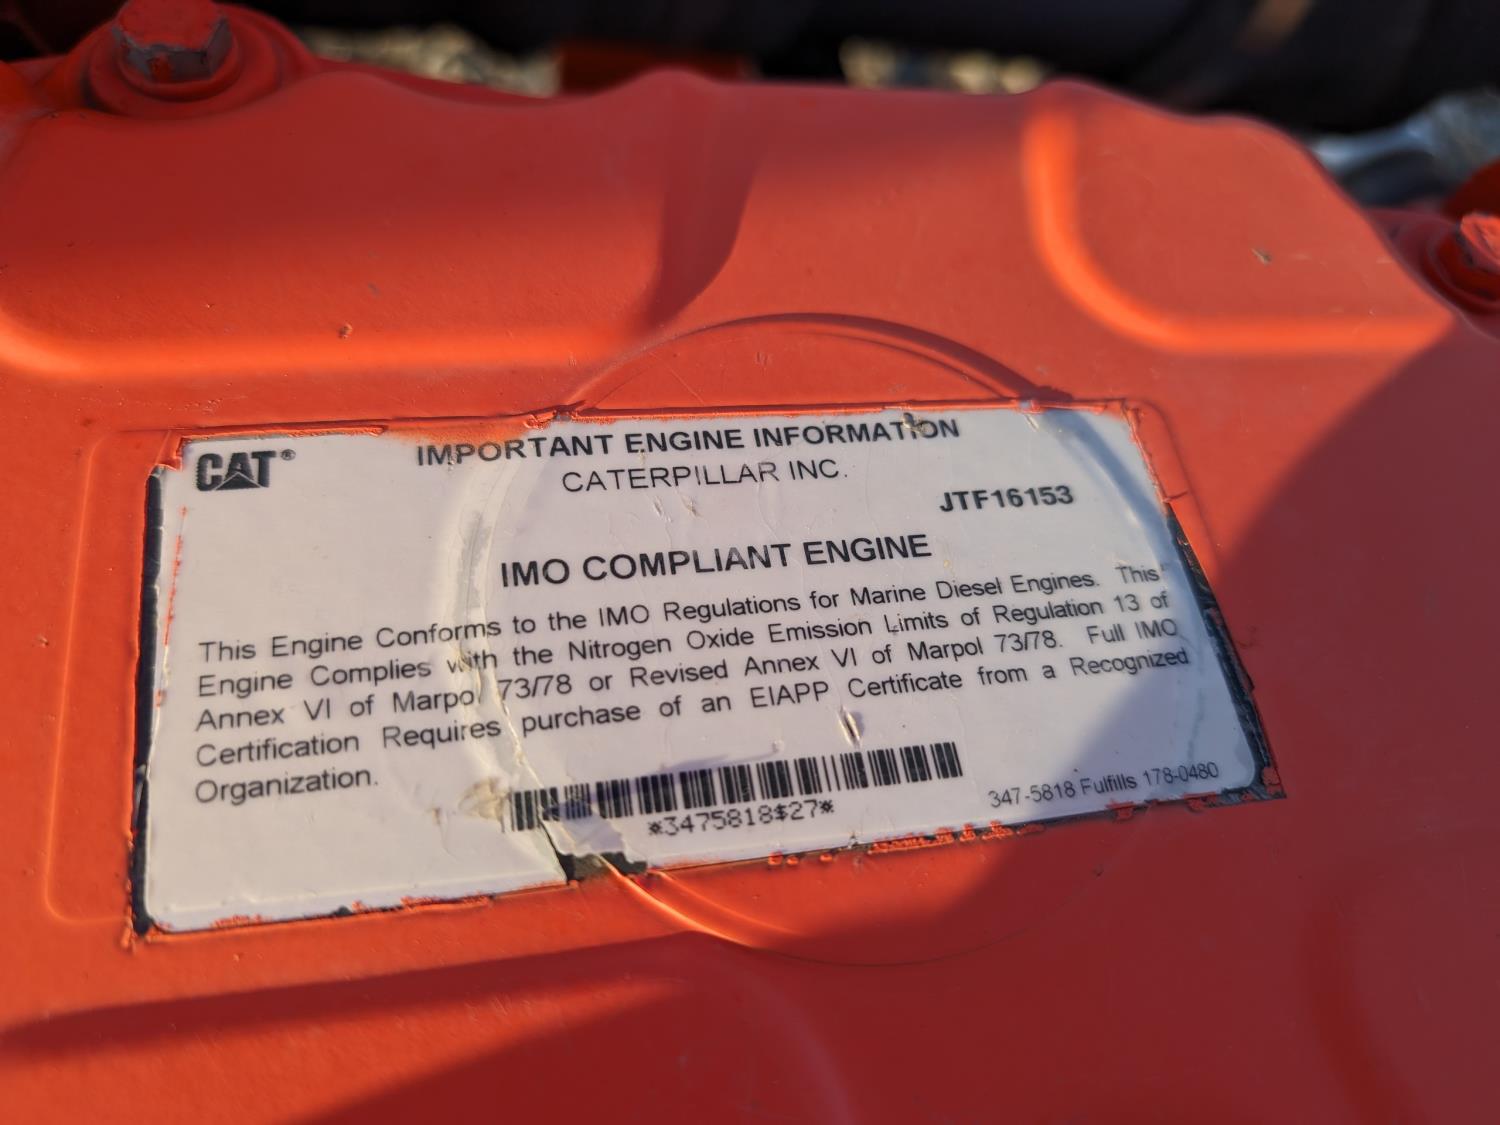 CAT®
IMPORTANT ENGINE INFORMATION
CATERPILLAR INC.
JTF16153
IMO COMPLIANT ENGINE
This Engine Conforms to the IMO Regulations for Marine Diesel Engines. This
Engine Complies with the Nitrogen Oxide Emission Limits of Regulation 13 of
Annex VI of Marpol 73/78 or Revised Annex VI of Marpol 73/78. Full IMO
Certification Requires purchase of an EIAPP Certificate from a Recognized
Organization.
*3475818$27*
347-5818 Fulfills 178-0480